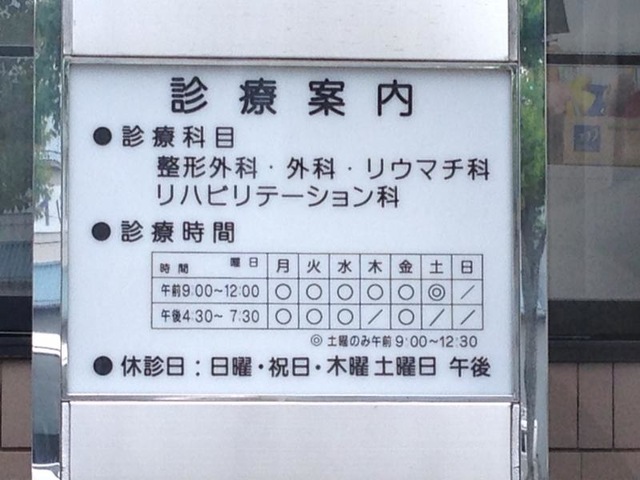 診療案内
●診療科目
整形外科・外科・リウマチ科
リハビリテーション科
●診療時間
時間 曜日 月 火 水 木 金 土 日
午前9:00~12:00 ○ ○ ○ ○ ○ ◎ ／
午後4:30~7:30 ○ ○ ○ ／ ○ ／ ／
◎土曜のみ午前9:00~12:30
●休診日:日曜・祝日・木曜 土曜日 午後